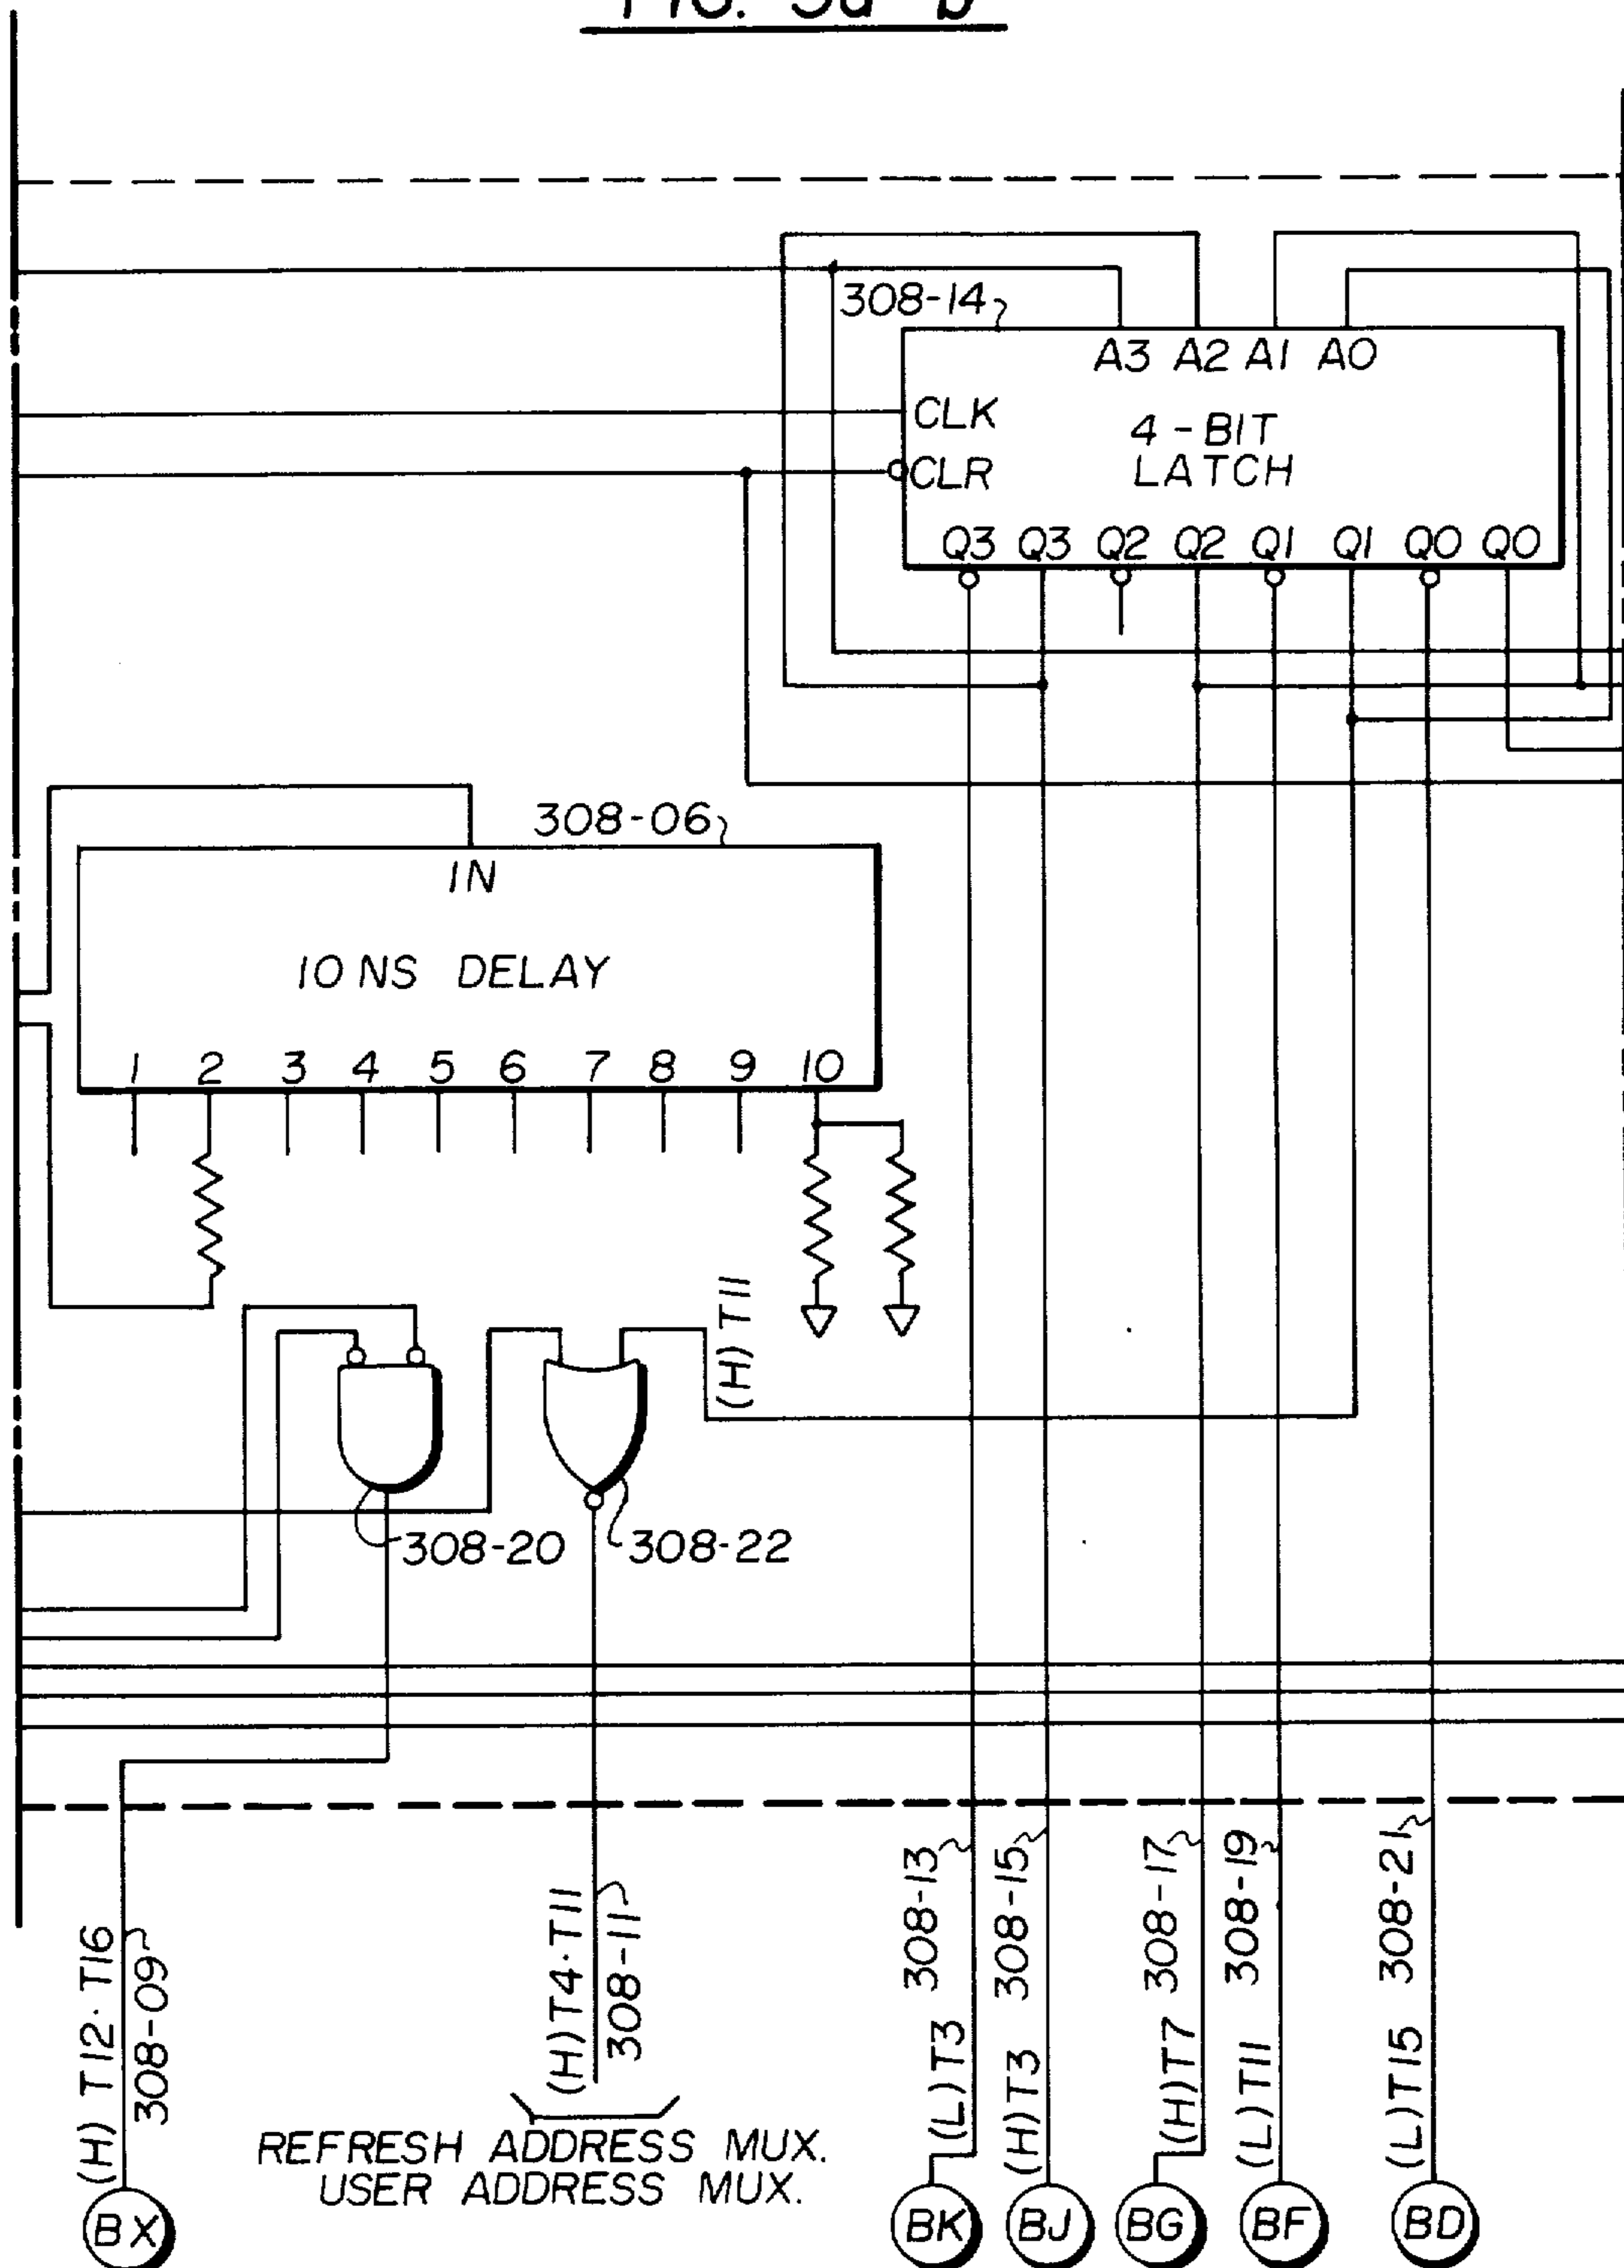 FIG. 3a-b
308-14
A3 A2 A1 A0
CLK
4-BIT
CLR
LATCH
Q3 Q3 Q2 Q2 Q1 Q1 Q0 Q0
308-06
IN
10 NS DELAY
1 2 3 4 5 6 7 8 9 10
(H) T11
308-20
308-22
(H) T12·T16
308-09
(H) T4·T11
308-11
(L) T3 308-13
(H) T3 308-15
(H) T7 308-17
(L) T11 308-19
(L) T15 308-21
REFRESH ADDRESS MUX.
USER ADDRESS MUX.
BX
BK
BJ
BG
BF
BD